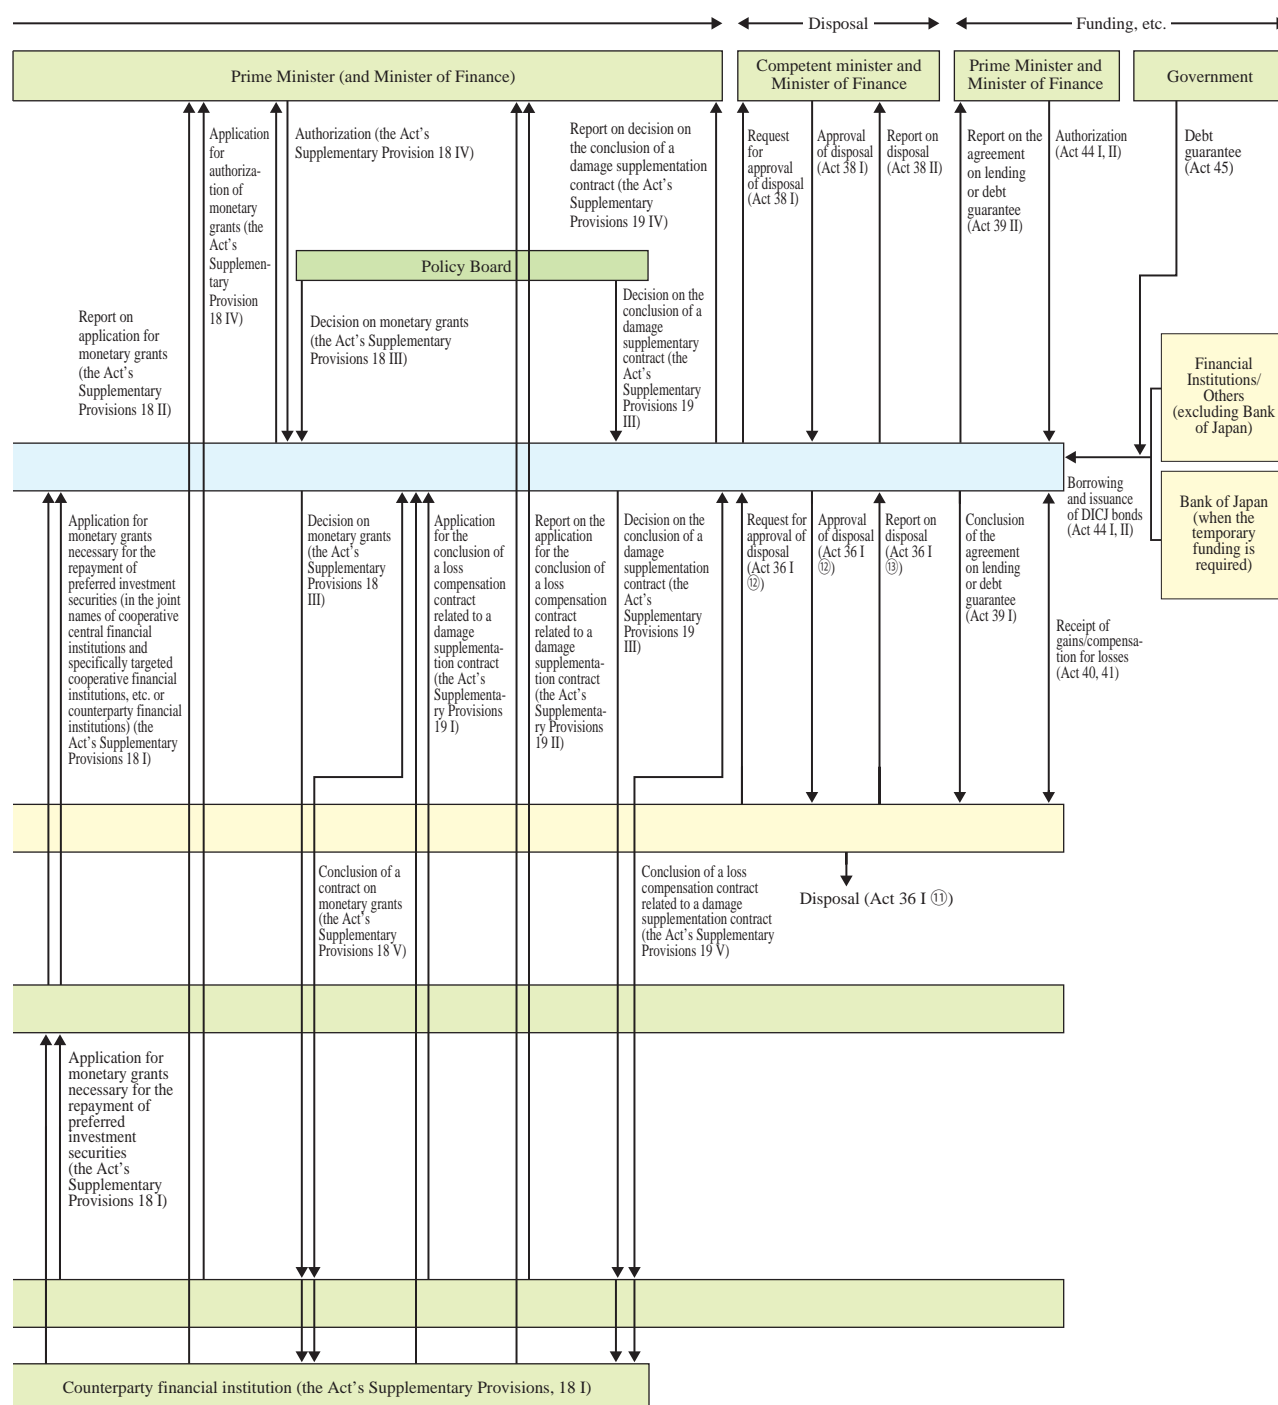 Disposal
Funding, etc.
Prime Minister (and Minister of Finance)
Competent minister and
Minister of Finance
Prime Minister and
Minister of Finance
Government
Application
for
authoriza-
tion of
monetary
grants (the
Act's
Supplemen-
tary
Provision
18 IV)
Authorization (the Act's
Supplementary Provision 18 IV)
Report on decision on
the conclusion of a
damage supplementation
contract (the Act's
Supplementary
Provisions 19 IV)
Request
for
approval
of disposal
(Act 38 I)
Approval
of disposal
(Act 38 I)
Report on
disposal
(Act 38 II)
Report on the
agreement
on lending
or debt
guarantee
(Act 39 II)
Authorization
(Act 44 I, II)
Debt
guarantee
(Act 45)
Policy Board
Report on
application for
monetary grants
(the Act's
Supplementary
Provisions 18 II)
Decision on monetary grants
(the Act's Supplementary
Provisions 18 III)
Decision on the
conclusion of a
damage
supplementary
contract (the
Act's
Supplementary
Provisions 19
III)
Financial
Institutions/
Others
(excluding Bank
of Japan)
Borrowing
and issuance
of DICJ bonds
(Act 44 I, II)
Bank of Japan
(when the
temporary
funding is
required)
Application for
monetary grants
necessary for the
repayment of
preferred investment
securities (in the joint
names of cooperative
central financial
institutions and
specifically targeted
cooperative financial
institutions, etc. or
counterparty financial
institutions) (the
Act's Supplementary
Provisions 18 I)
Decision on
monetary grants
(the Act's
Supplementary
Provisions 18
III)
Application
for the
conclusion of
a loss
compensation
contract
related to a
damage
supplementa-
tion contract
(the Act's
Supplementa-
ry Provisions
19 I)
Report on the
application
for the
conclusion of
a loss
compensation
contract
related to a
damage
supplementa-
tion contract
(the Act's
Supplementa-
ry Provisions
19 II)
Decision on the
conclusion of a
damage
supplementation
contract (the
Act's
Supplementary
Provisions 19
III)
Request for
approval of
disposal
(Act 36 I
⑫)
Approval
of disposal
(Act 36 I
⑫)
Report on
disposal
(Act 36 I
⑬)
Conclusion
of the
agreement
on lending
or debt
guarantee
(Act 39 I)
Receipt of
gains/compensa-
tion for losses
(Act 40, 41)
Conclusion of a
contract on
monetary grants
(the Act's
Supplementary
Provisions 18 V)
Conclusion of a loss
compensation contract
related to a damage
supplementation contract
(the Act's Supplementary
Provisions 19 V)
Disposal (Act 36 I ⑪)
Application for
monetary grants
necessary for the
repayment of
preferred
investment
securities
(the Act's
Supplementary
Provisions 18 I)
Counterparty financial institution (the Act's Supplementary Provisions, 18 I)